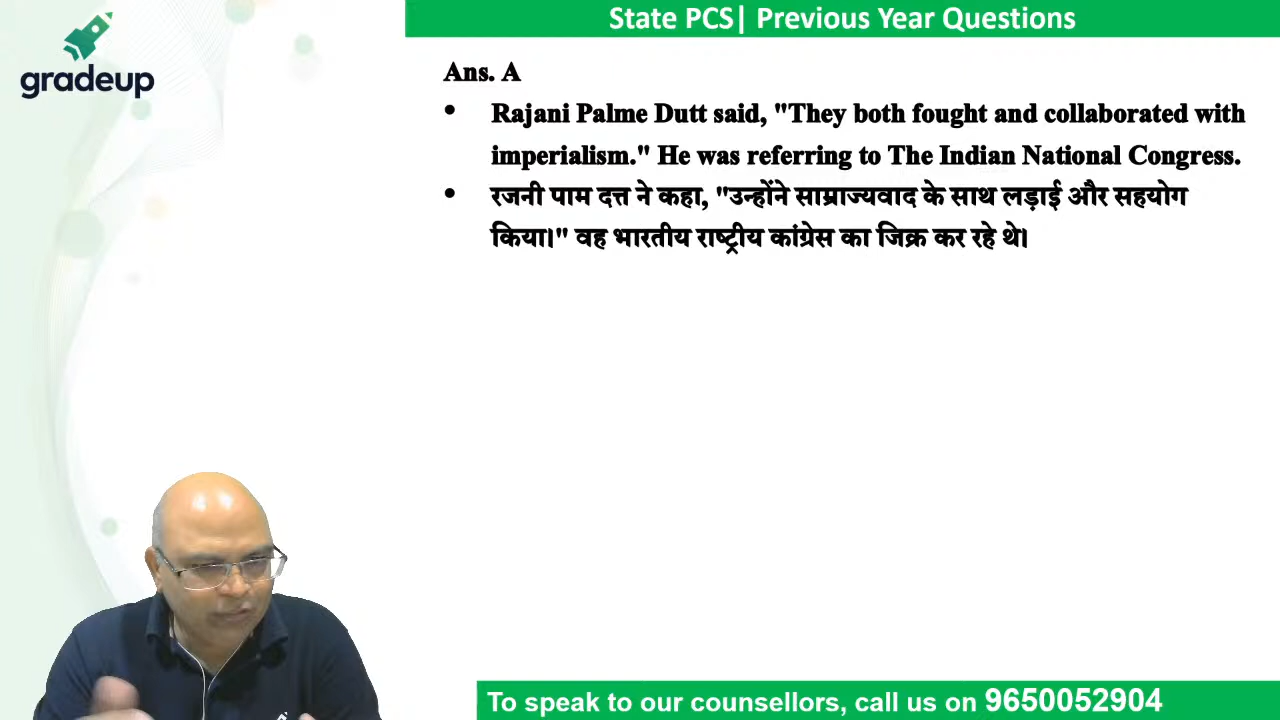 State PCS| Previous Year Questions
gradeup
Ans. A
• Rajani Palme Dutt said, "They both fought and collaborated with
imperialism." He was referring to The Indian National Congress.
• रजनी पाम दत्त ने कहा, "उन्होंने साम्राज्यवाद के साथ लड़ाई और सहयोग
किया।" वह भारतीय राष्ट्रीय कांग्रेस का जिक्र कर रहे थे।
To speak to our counsellors, call us on 9650052904